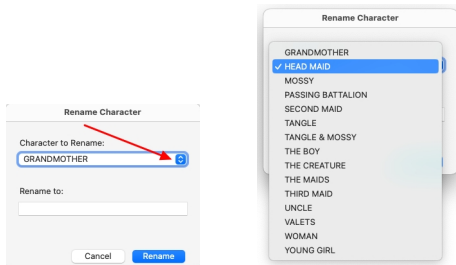 Rename Character
Character to Rename:
GRANDMOTHER
Rename to:
Cancel
Rename
Rename Character
GRANDMOTHER
✓ HEAD MAID
MOSSY
PASSING BATTALION
SECOND MAID
TANGLE
TANGLE & MOSSY
THE BOY
THE CREATURE
THE MAIDS
THIRD MAID
UNCLE
VALETS
WOMAN
YOUNG GIRL